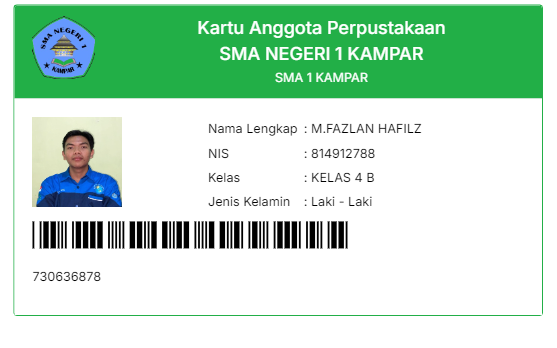 Kartu Anggota Perpustakaan
SMA NEGERI 1 KAMPAR
SMA 1 KAMPAR
SMA NEGERI 1
KAMPAR
Nama Lengkap : M.FAZLAN HAFILZ
NIS : 814912788
Kelas : KELAS 4 B
Jenis Kelamin : Laki - Laki
730636878